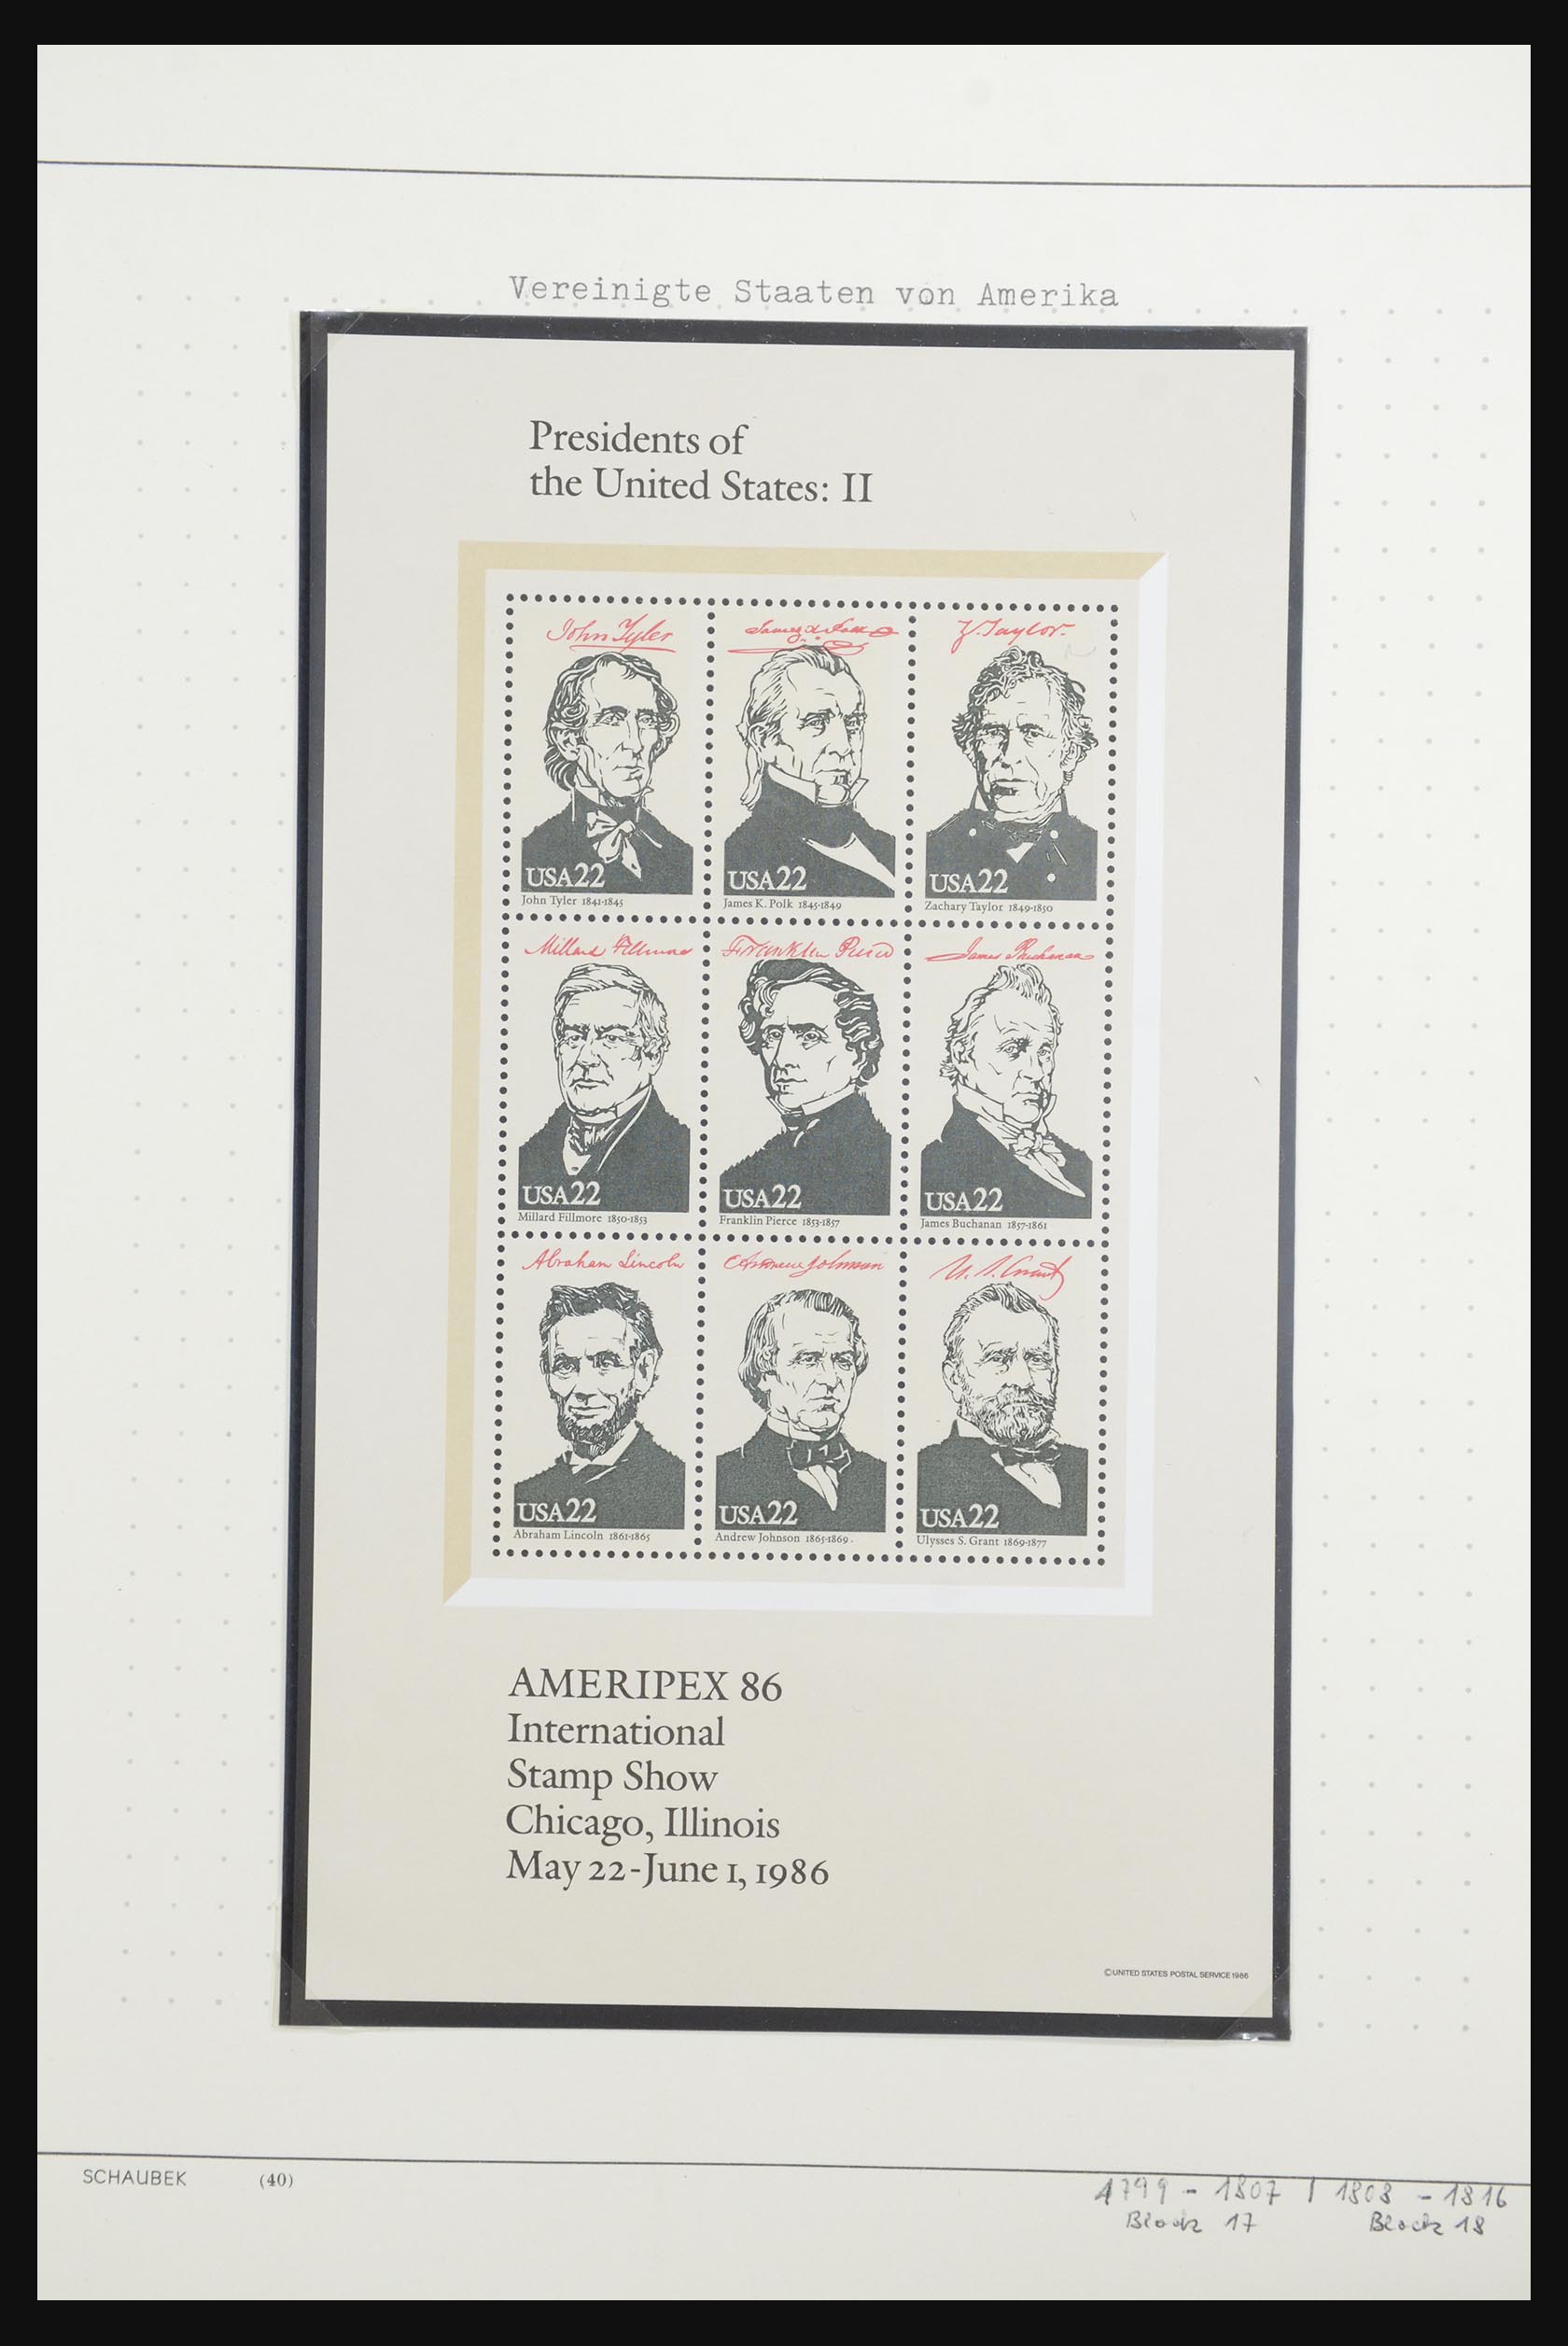 Vereinigte Staaten von Amerika
Presidents of
the United States: II
John Tyler
James K. Polk
Z. Taylor.
USA22
USA22
USA22
John Tyler 1841-1845
James K. Polk 1845-1849
Zachary Taylor 1849-1850
Millard Fillmore
Franklin Pierce
James Buchanan
USA22
USA22
USA22
Millard Fillmore 1850-1853
Franklin Pierce 1853-1857
James Buchanan 1857-1861
Abraham Lincoln
Andrew Johnson
U. S. Grant
USA22
USA22
USA22
Abraham Lincoln 1861-1865
Andrew Johnson 1865-1869
Ulysses S. Grant 1869-1877
AMERIPEX 86
International
Stamp Show
Chicago, Illinois
May 22-June 1, 1986
©UNITED STATES POSTAL SERVICE 1986
SCHAUBEK (40)
1799 - 1807 | 1808 - 1816
Block 17 Block 18